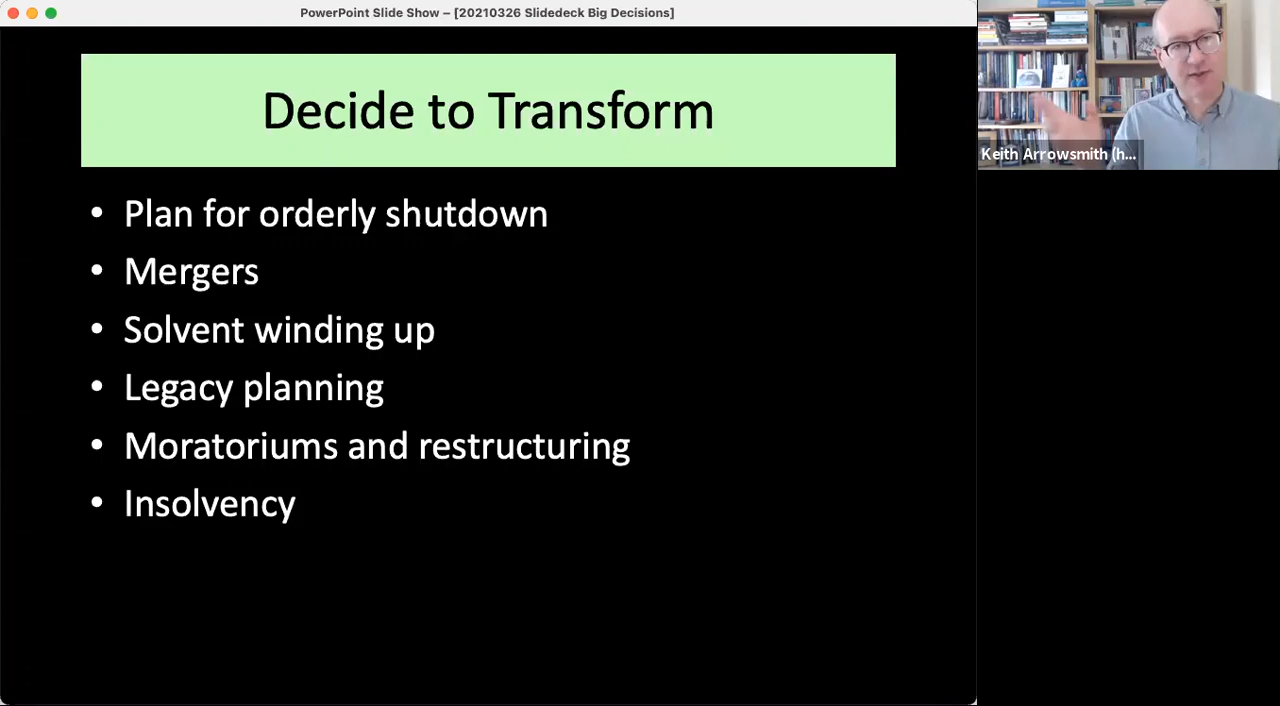 PowerPoint Slide Show – [20210326 Slidedeck Big Decisions]
Decide to Transform
• Plan for orderly shutdown
• Mergers
• Solvent winding up
• Legacy planning
• Moratoriums and restructuring
• Insolvency
Keith Arrowsmith (h...